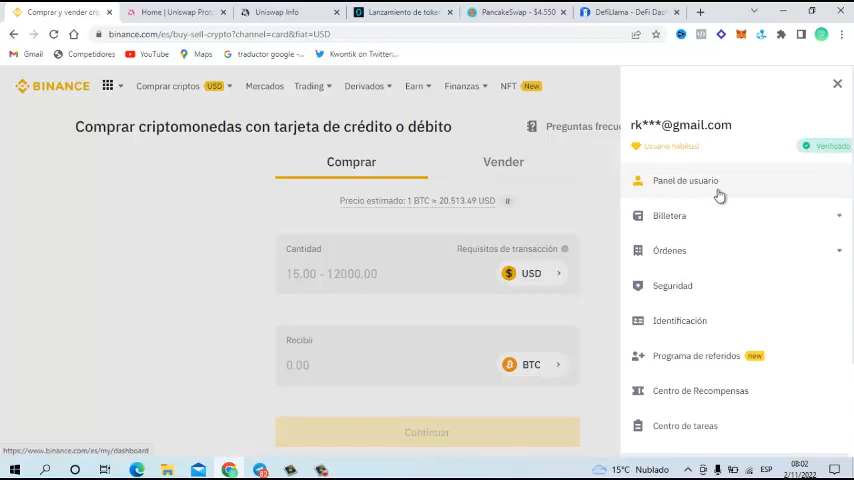 Comprar y vender crip
Home | Uniswap Pro
Uniswap Info
Lanzamiento de token
PancakeSwap - $4.550
DefiLlama - DeFi Dash
binance.com/es/buy-sell-crypto?channel=card&fiat=USD
Gmail
Competidores
YouTube
Maps
traductor google -...
Kwontik on Twitter:...
BINANCE
Comprar criptos USD
Mercados
Trading
Derivados
Earn
Finanzas
NFT New
Comprar criptomonedas con tarjeta de crédito o débito
Preguntas frecue
Comprar
Vender
Precio estimado: 1 BTC ≈ 20.513.49 USD
Cantidad
Requisitos de transacción
15,00 - 12000.00
USD
Recibir
0.00
BTC
Continuar
rk***@gmail.com
Usuario habitual
Verificado
Panel de usuario
Billetera
Órdenes
Seguridad
Identificación
Programa de referidos new
Centro de Recompensas
Centro de tareas
https://www.binance.com/es/my/dashboard
15°C Nublado
ESP
08:02
2/11/2022